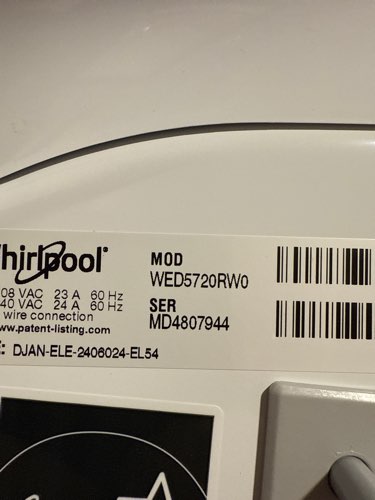 hirlpool
MOD
WED5720RW0
08 VAC 23 A 60 Hz
40 VAC 24 A 60 Hz
wire connection
ww.patent-listing.com
SER
MD4807944
E: DJAN-ELE-2406024-EL54